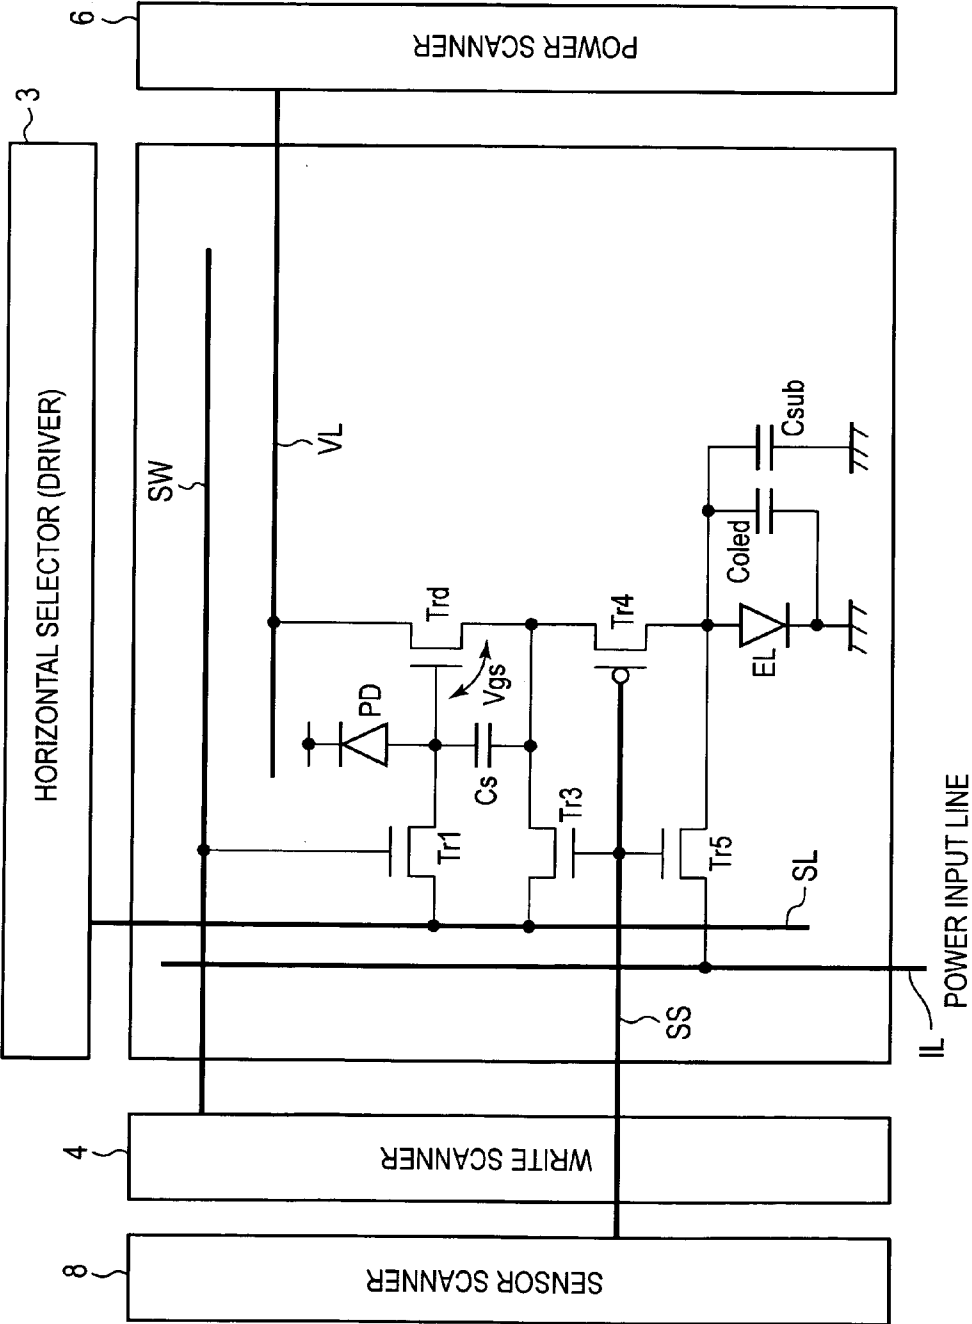 3
HORIZONTAL SELECTOR (DRIVER)
8
SENSOR SCANNER
4
WRITE SCANNER
6
POWER SCANNER
SW
VL
PD
Trd
Vgs
Tr1
Cs
Tr3
Tr4
Tr5
EL
Coled
Csub
SL
SS
IL
POWER INPUT LINE